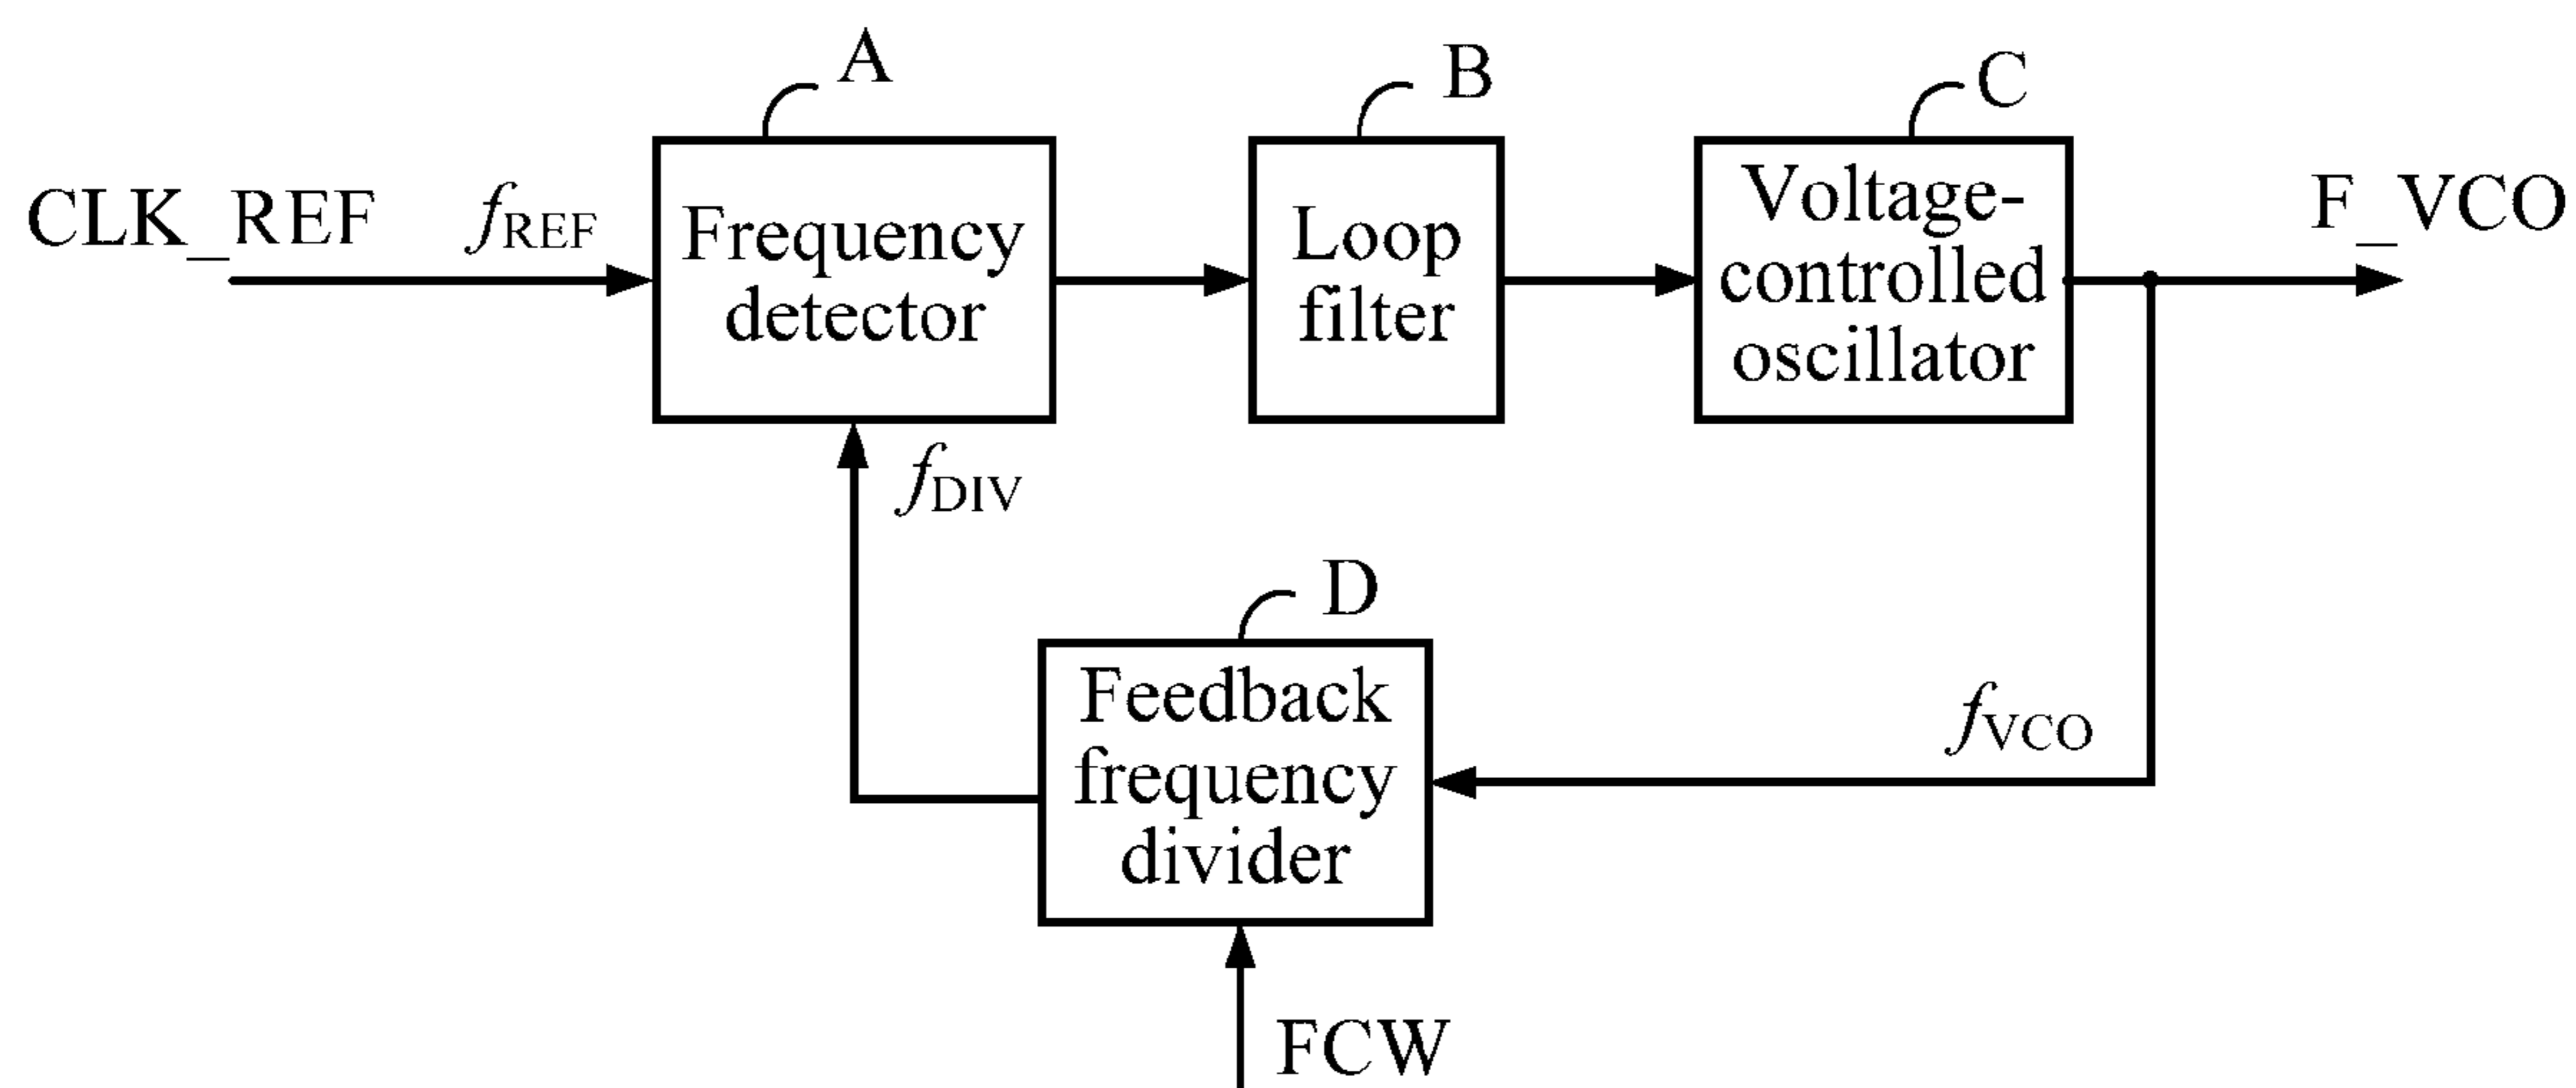 A
B
C
CLK_REF
fREF
Frequency
detector
Loop
filter
Voltage-
controlled
oscillator
F_VCO
fDIV
D
Feedback
frequency
divider
fVCO
FCW